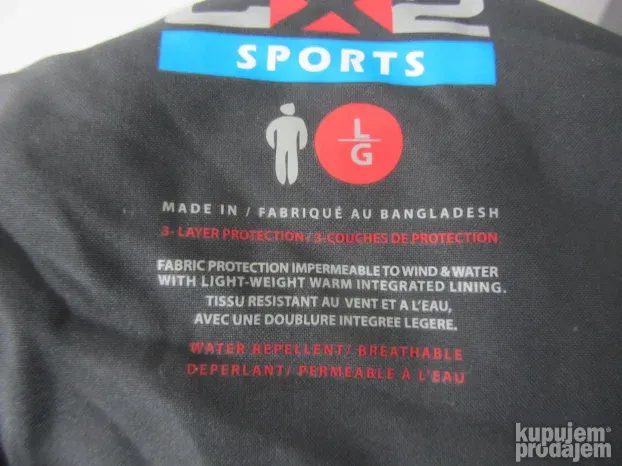 SPORTS
L
G
MADE IN / FABRIQUÉ AU BANGLADESH
3- LAYER PROTECTION / 3-COUCHES DE PROTECTION
FABRIC PROTECTION IMPERMEABLE TO WIND & WATER
WITH LIGHT-WEIGHT WARM INTEGRATED LINING.
TISSU RESISTANT AU VENT ET A L'EAU,
AVEC UNE DOUBLURE INTEGREE LEGERE.
WATER REPELLENT/ BREATHABLE
DEPERLANT/ PERMEABLE À L'EAU
kupujem
prodajem